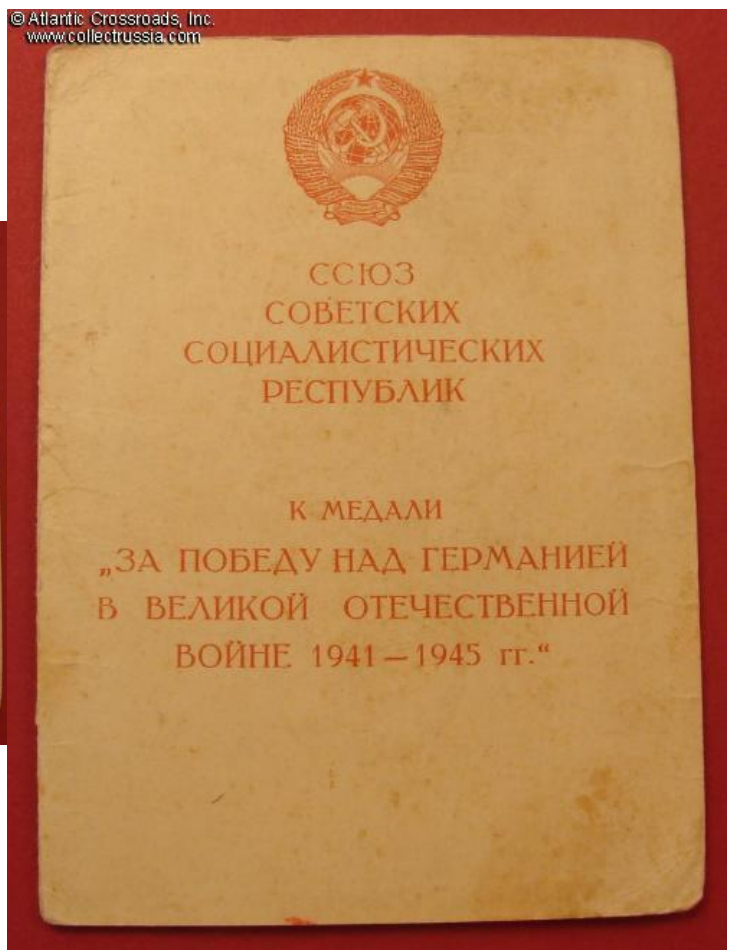 © Atlantic Crossroads, Inc.
www.collectrussia.com
ССЮЗ
СОВЕТСКИХ
СОЦИАЛИСТИЧЕСКИХ
РЕСПУБЛИК
К МЕДАЛИ
„ЗА ПОБЕДУ НАД ГЕРМАНИЕЙ
В ВЕЛИКОЙ ОТЕЧЕСТВЕННОЙ
ВОЙНЕ 1941 — 1945 гг.“